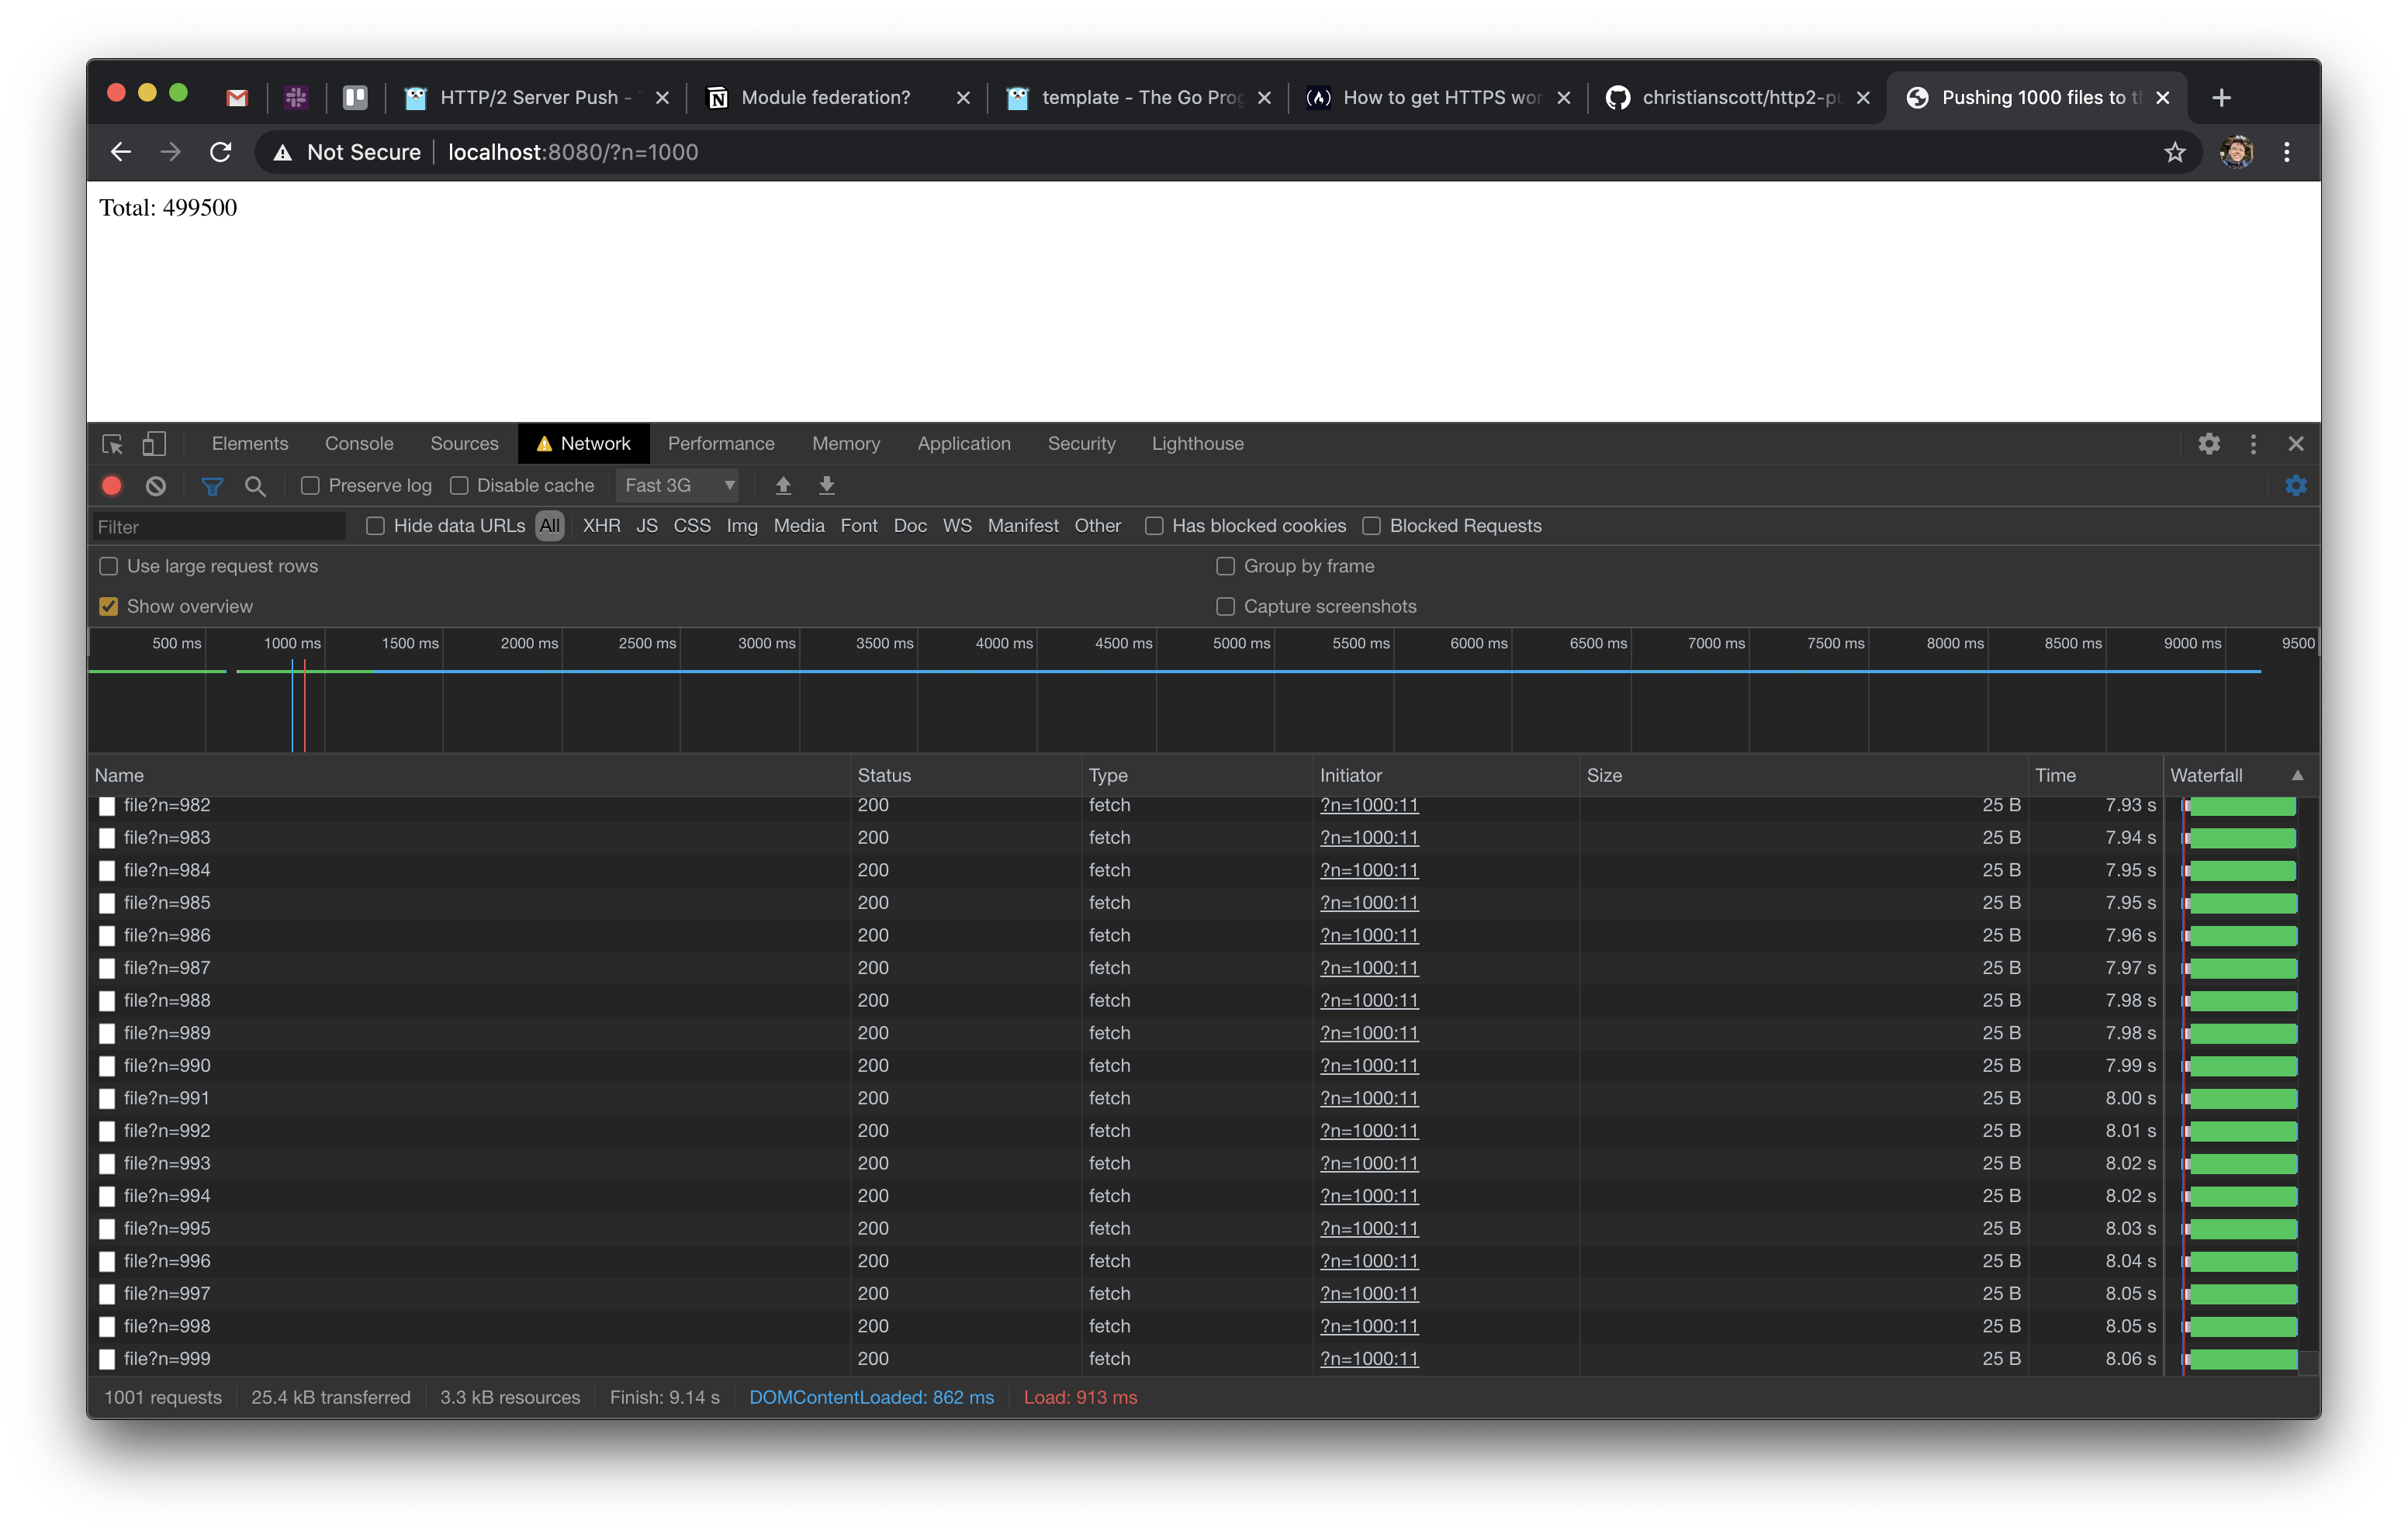 HTTP/2 Server Push - Module federation? template - The Go Prog How to get HTTPS wor christianscott/http2-pu Pushing 1000 files to th
Not Secure localhost:8080/?n=1000
Total: 499500
Elements Console Sources Network Performance Memory Application Security Lighthouse
Preserve log Disable cache Fast 3G
Filter Hide data URLs All XHR JS CSS Img Media Font Doc WS Manifest Other Has blocked cookies Blocked Requests
Use large request rows Group by frame
Show overview Capture screenshots
500 ms 1000 ms 1500 ms 2000 ms 2500 ms 3000 ms 3500 ms 4000 ms 4500 ms 5000 ms 5500 ms 6000 ms 6500 ms 7000 ms 7500 ms 8000 ms 8500 ms 9000 ms 9500
Name Status Type Initiator Size Time Waterfall
file?n=982 200 fetch ?n=1000:11 25 B 7.93 s
file?n=983 200 fetch ?n=1000:11 25 B 7.94 s
file?n=984 200 fetch ?n=1000:11 25 B 7.95 s
file?n=985 200 fetch ?n=1000:11 25 B 7.95 s
file?n=986 200 fetch ?n=1000:11 25 B 7.96 s
file?n=987 200 fetch ?n=1000:11 25 B 7.97 s
file?n=988 200 fetch ?n=1000:11 25 B 7.98 s
file?n=989 200 fetch ?n=1000:11 25 B 7.98 s
file?n=990 200 fetch ?n=1000:11 25 B 7.99 s
file?n=991 200 fetch ?n=1000:11 25 B 8.00 s
file?n=992 200 fetch ?n=1000:11 25 B 8.01 s
file?n=993 200 fetch ?n=1000:11 25 B 8.02 s
file?n=994 200 fetch ?n=1000:11 25 B 8.02 s
file?n=995 200 fetch ?n=1000:11 25 B 8.03 s
file?n=996 200 fetch ?n=1000:11 25 B 8.04 s
file?n=997 200 fetch ?n=1000:11 25 B 8.05 s
file?n=998 200 fetch ?n=1000:11 25 B 8.05 s
file?n=999 200 fetch ?n=1000:11 25 B 8.06 s
1001 requests 25.4 kB transferred 3.3 kB resources Finish: 9.14 s DOMContentLoaded: 862 ms Load: 913 ms